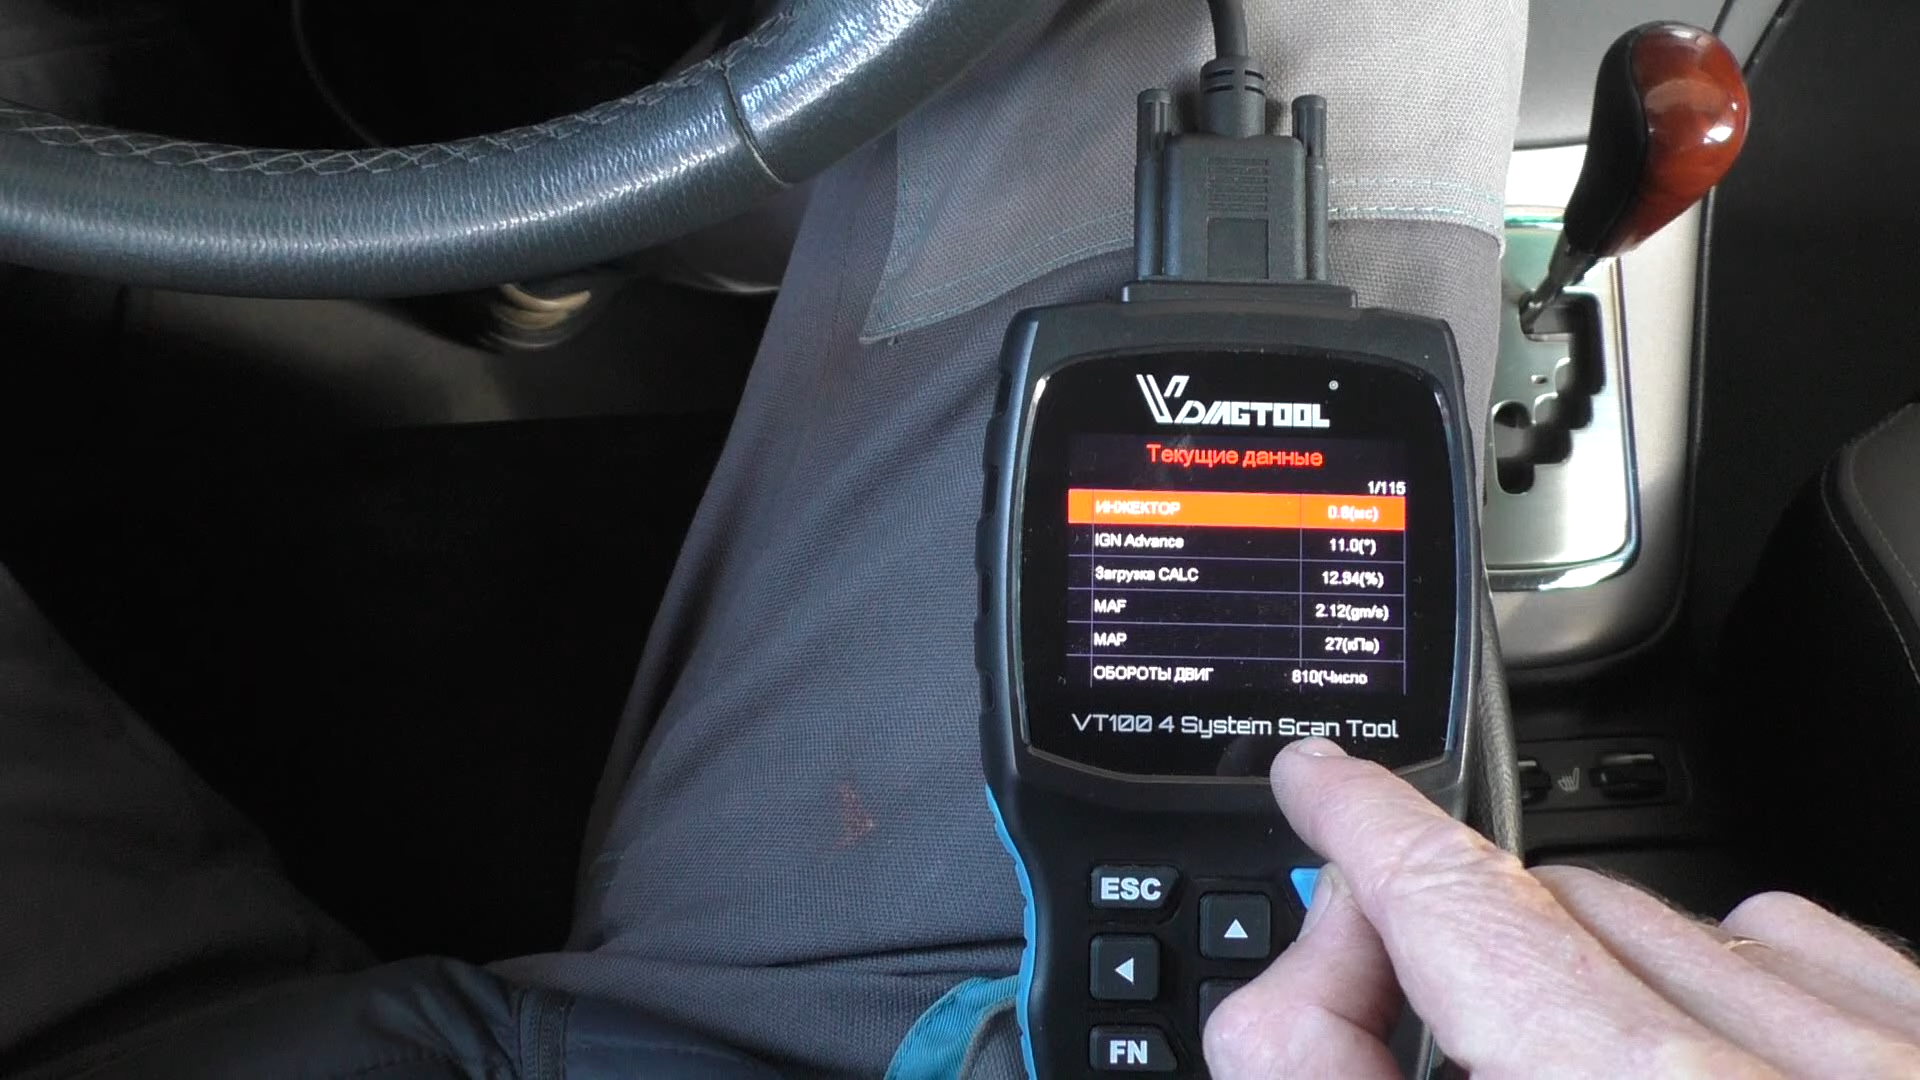 VDIAGTOOL®
Текущие данные
1/115
ИНЖЕКТОР 0.8(мс)
IGN Advance 11.0(°)
Загрузка CALC 12.94(%)
MAF 2.12(gm/s)
MAP 27(кПа)
ОБОРОТЫ ДВИГ 810(Число
VT100 4 System Scan Tool
ESC
FN